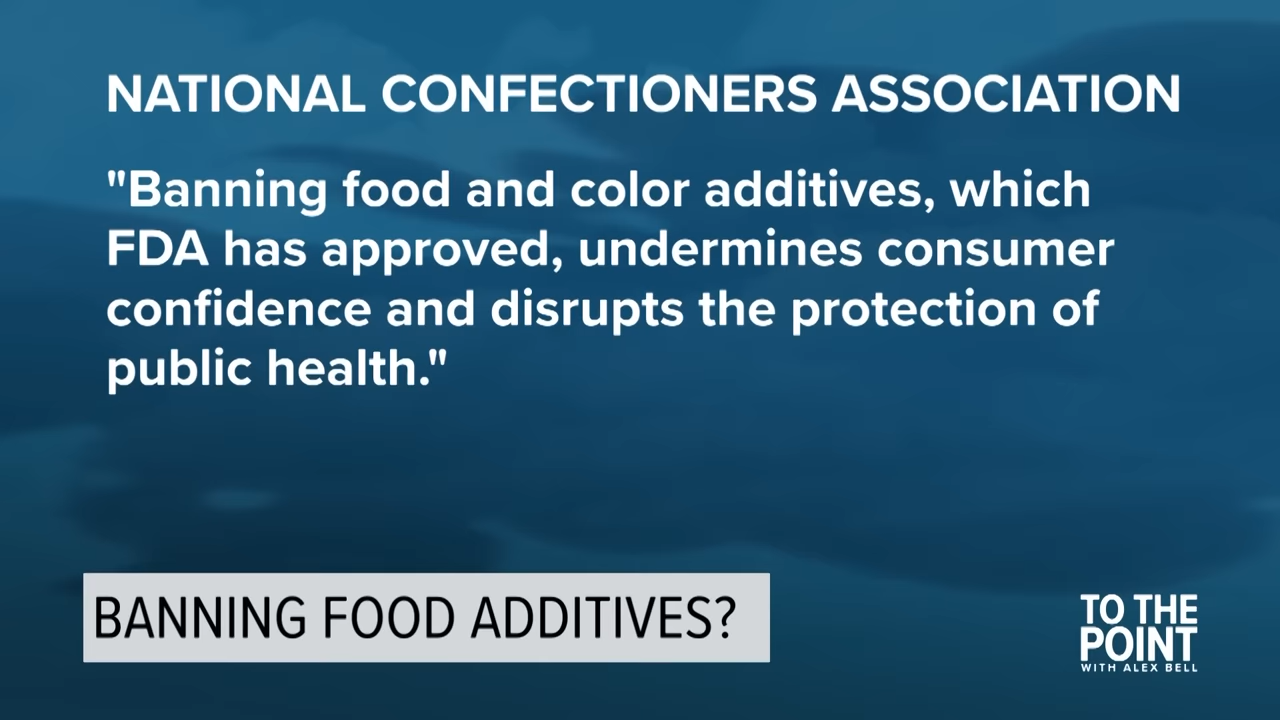 NATIONAL CONFECTIONERS ASSOCIATION
"Banning food and color additives, which
FDA has approved, undermines consumer
confidence and disrupts the protection of
public health."
BANNING FOOD ADDITIVES?
TO THE
POINT
WITH ALEX BELL